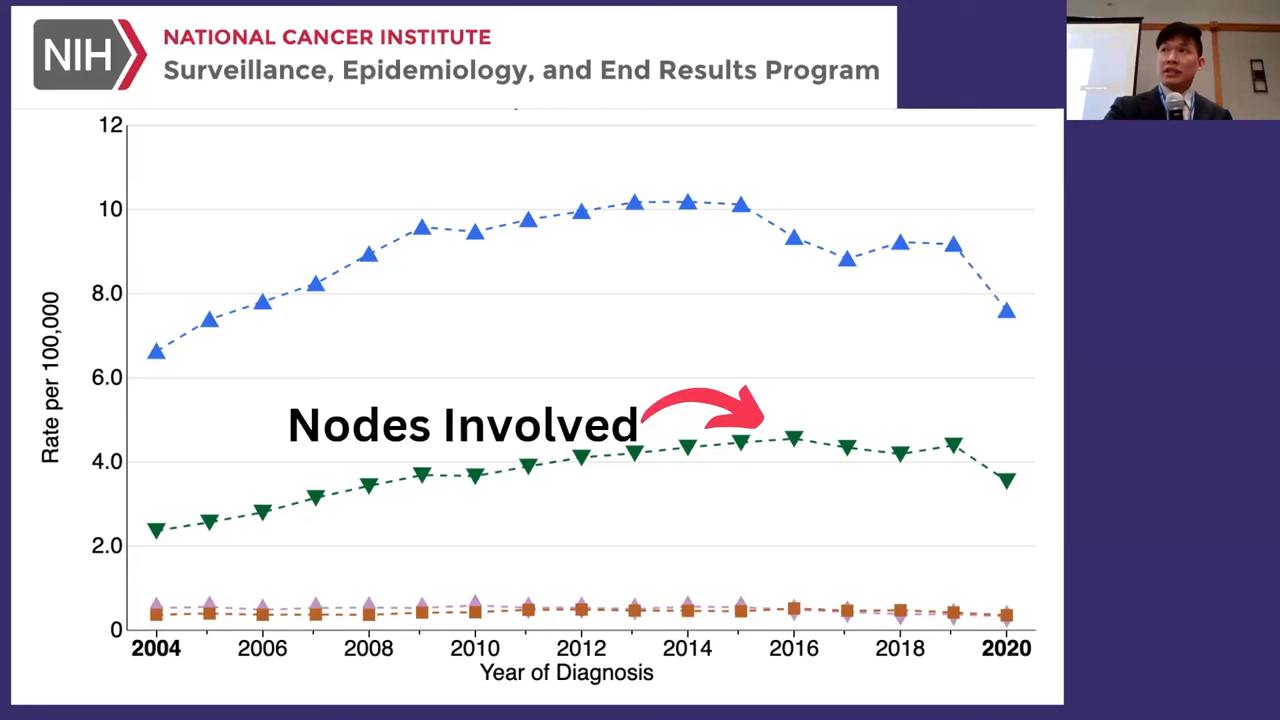 NIH
NATIONAL CANCER INSTITUTE
Surveillance, Epidemiology, and End Results Program
12
10
8.0
6.0
4.0
2.0
0
Rate per 100,000
Nodes Involved
2004 2006 2008 2010 2012 2014 2016 2018 2020
Year of Diagnosis